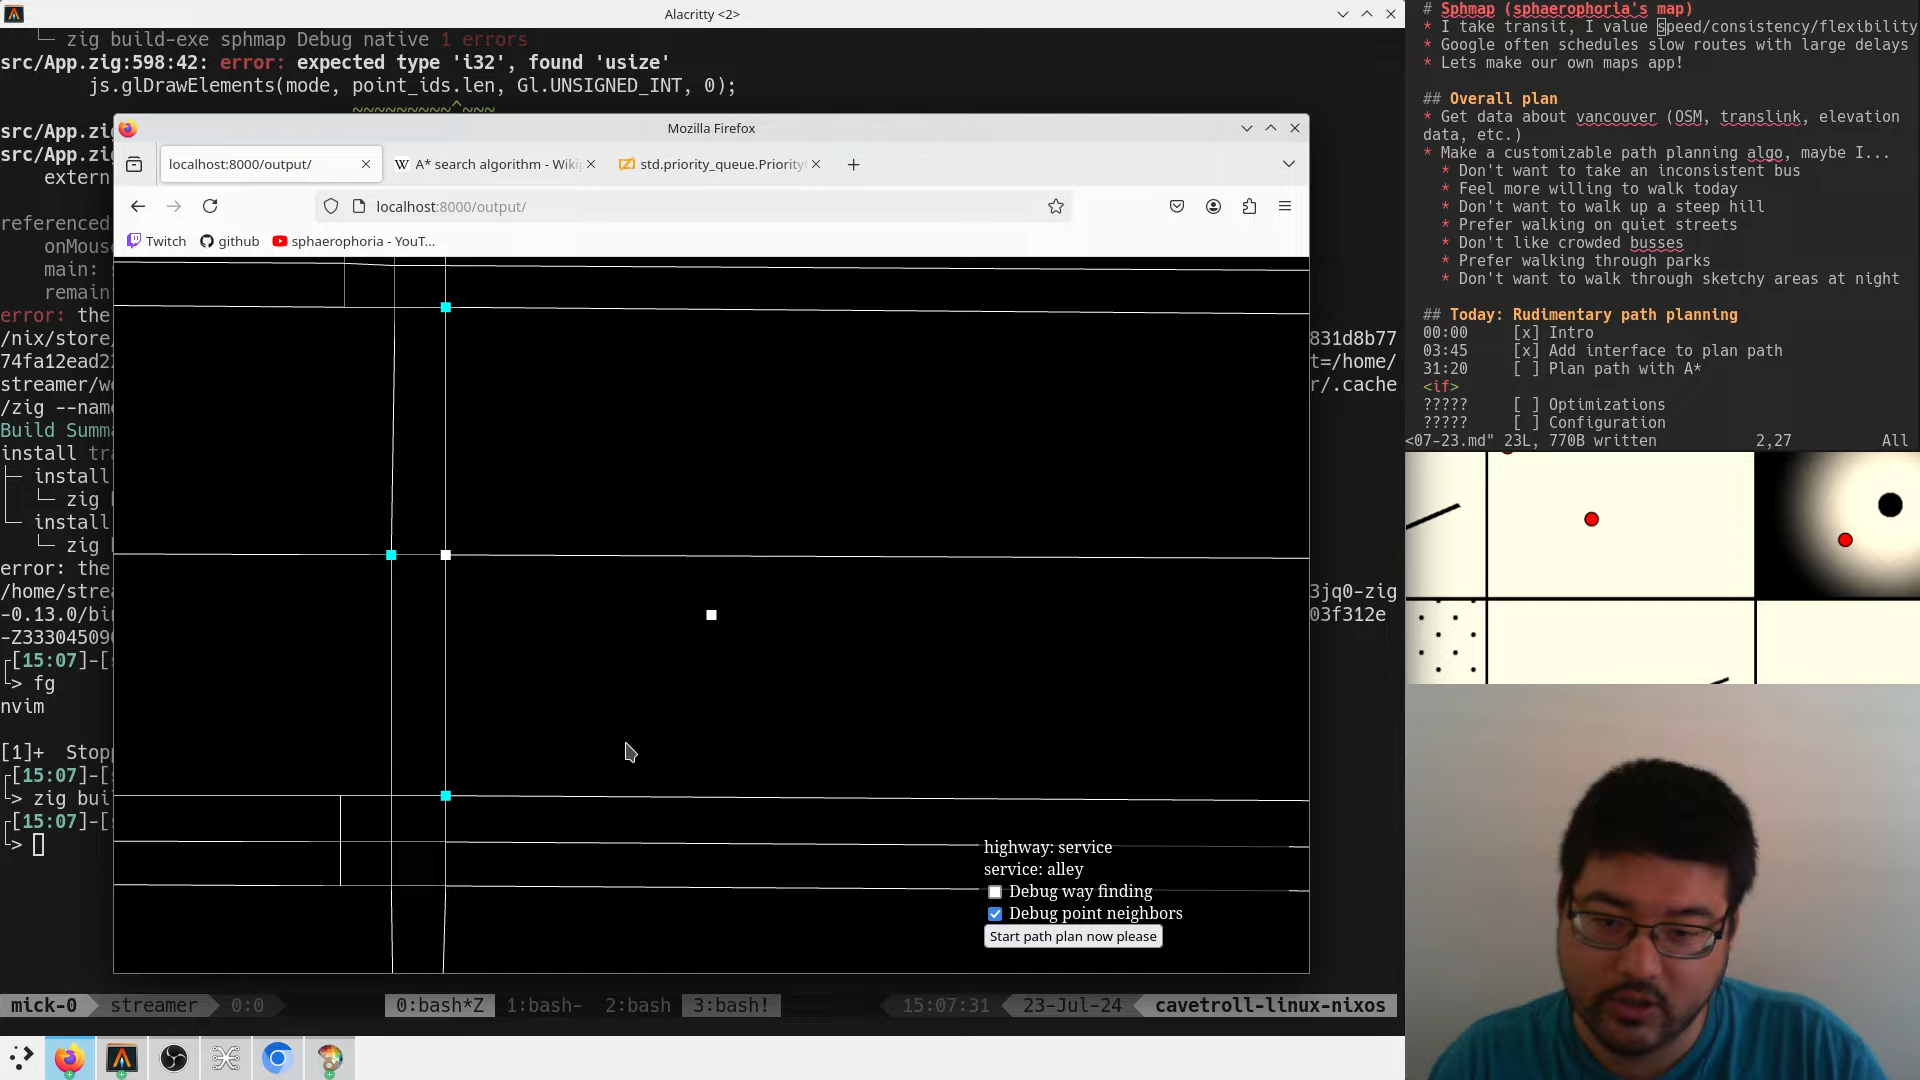 Alacritty <2>
└─ zig build-exe sphmap Debug native 1 errors
src/App.zig:598:42: error: expected type 'i32', found 'usize'
js.glDrawElements(mode, point_ids.len, Gl.UNSIGNED_INT, 0);
~~~~~~~~~^~~~
src/App.zig
src/App.zig
extern
referenced
onMous
main:
remain
error: the
/nix/store/
831d8b77
74fa12ead2
t=/home/
streamer/w
r/.cache
/zig --nam
Build Summ
install tra
├─ install
└─ zig
└─ install
└─ zig
error: the
/home/strea
3jq0-zig
-0.13.0/bin
03f312e
-Z33304509
┌[15:07]-[
└> fg
nvim
[1]+ Stopp
┌[15:07]-[
└> zig bui
┌[15:07]-[
└>
Mozilla Firefox
localhost:8000/output/
A* search algorithm - Wiki
std.priority_queue.Priority
localhost:8000/output/
Twitch
github
sphaerophoria - YouT...
highway: service
service: alley
Debug way finding
Debug point neighbors
Start path plan now please
mick-0 streamer 0:0 0:bash*Z 1:bash- 2:bash 3:bash! 15:07:31 23-Jul-24 cavetroll-linux-nixos
# Sphmap (sphaerophoria's map)
* I take transit, I value speed/consistency/flexibility
* Google often schedules slow routes with large delays
* Lets make our own maps app!
## Overall plan
* Get data about vancouver (OSM, translink, elevation
data, etc.)
* Make a customizable path planning algo, maybe I...
* Don't want to take an inconsistent bus
* Feel more willing to walk today
* Don't want to walk up a steep hill
* Prefer walking on quiet streets
* Don't like crowded busses
* Prefer walking through parks
* Don't want to walk through sketchy areas at night
## Today: Rudimentary path planning
00:00 [x] Intro
03:45 [x] Add interface to plan path
31:20 [ ] Plan path with A*
<if>
????? [ ] Optimizations
????? [ ] Configuration
<07-23.md" 23L, 770B written 2,27 All